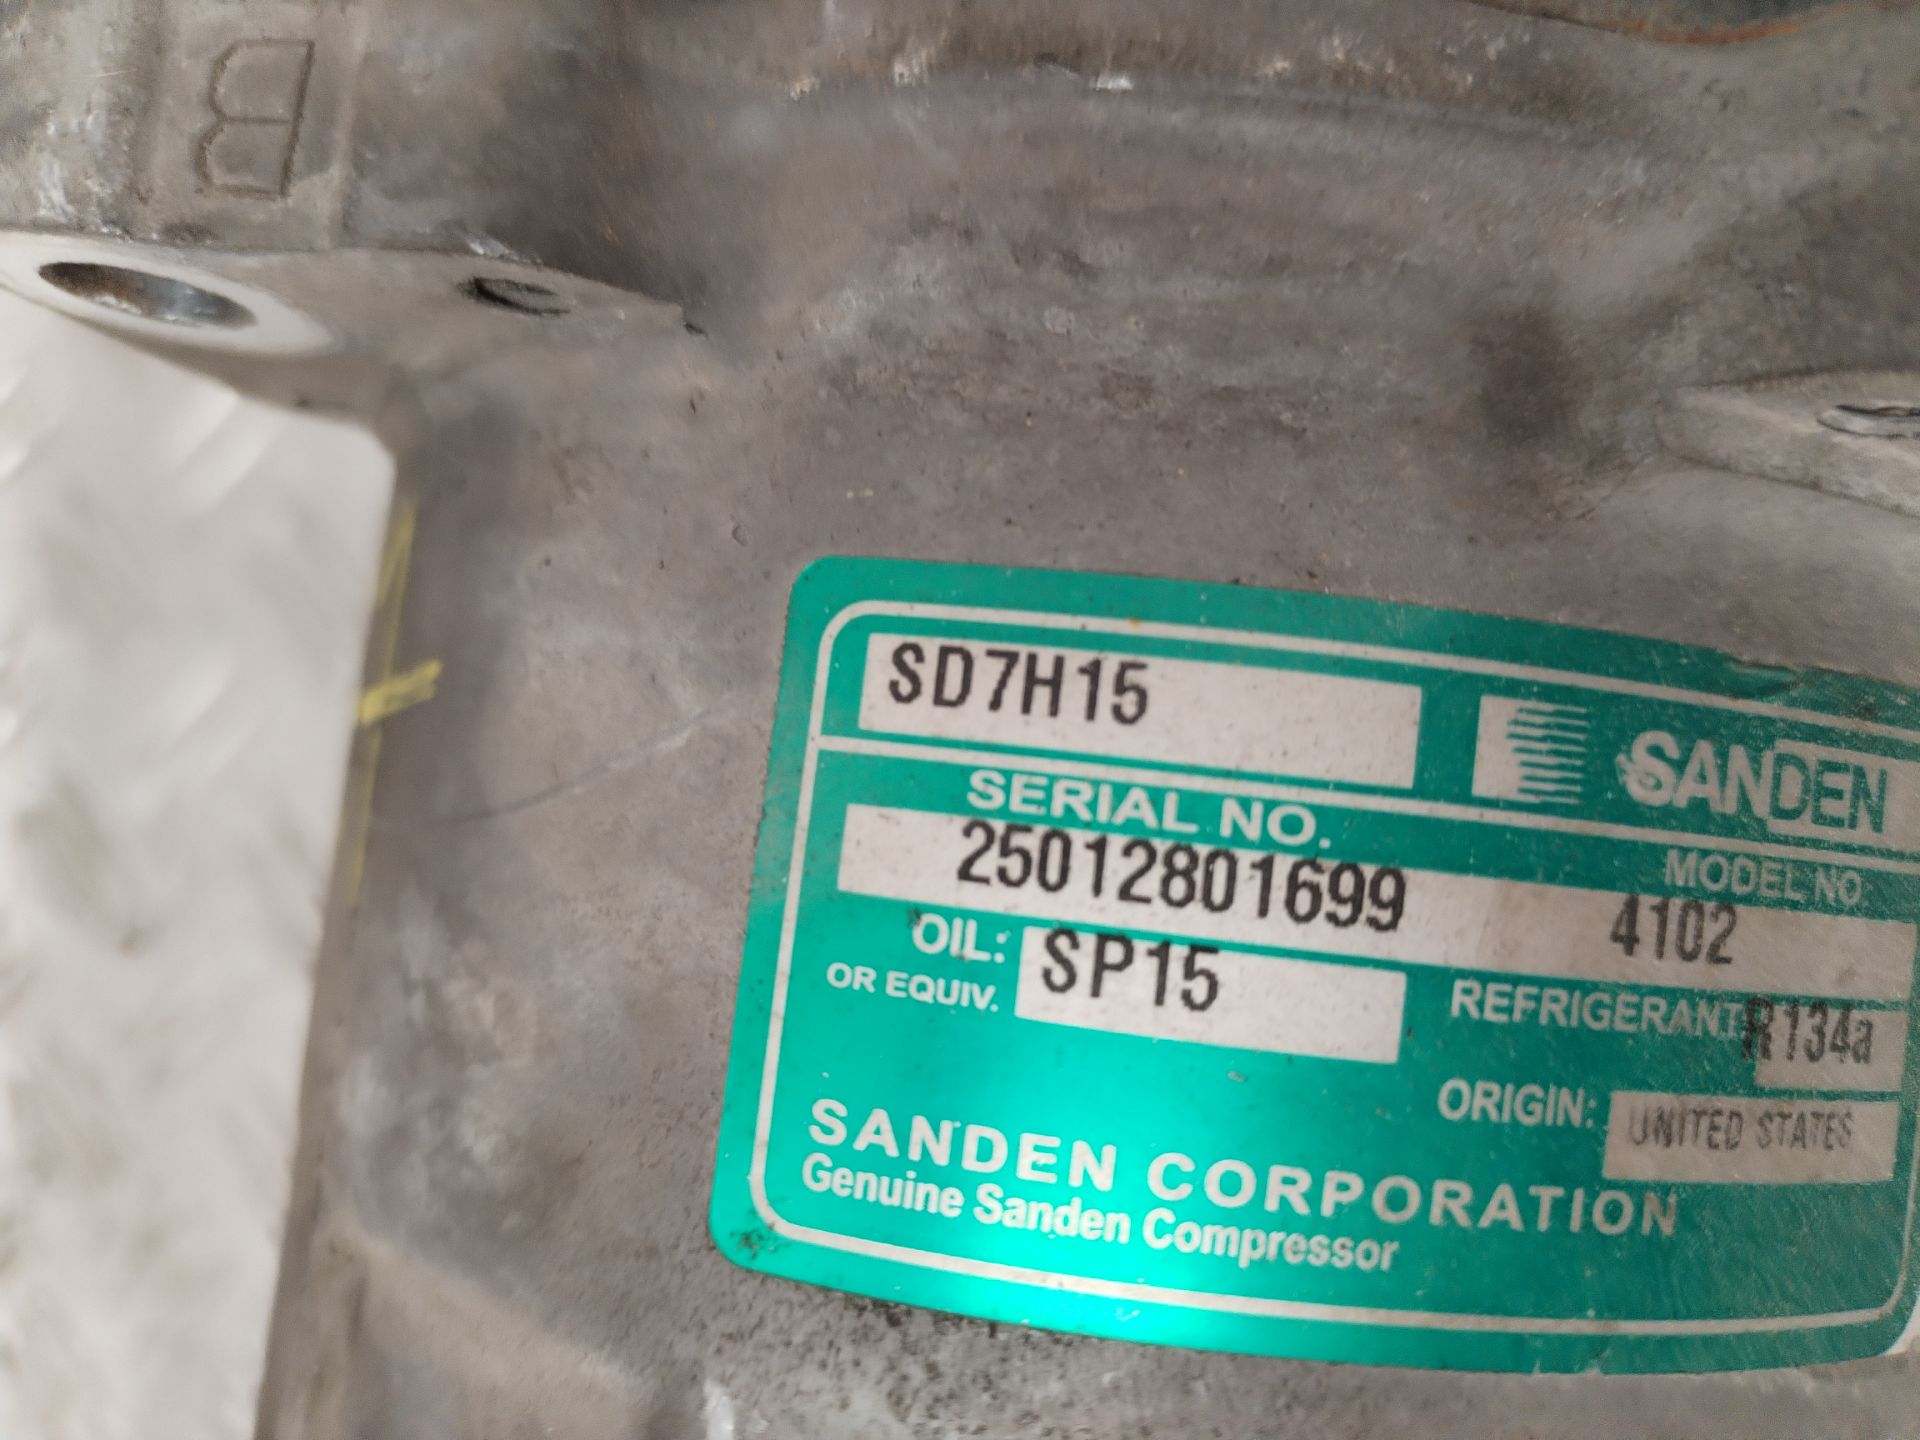 B
SD7H15
SANDEN
SERIAL NO.
MODEL NO
25012801699
4102
OIL: SP15
OR EQUIV.
REFRIGERANT R134a
ORIGIN: UNITED STATES
SANDEN CORPORATION
Genuine Sanden Compressor